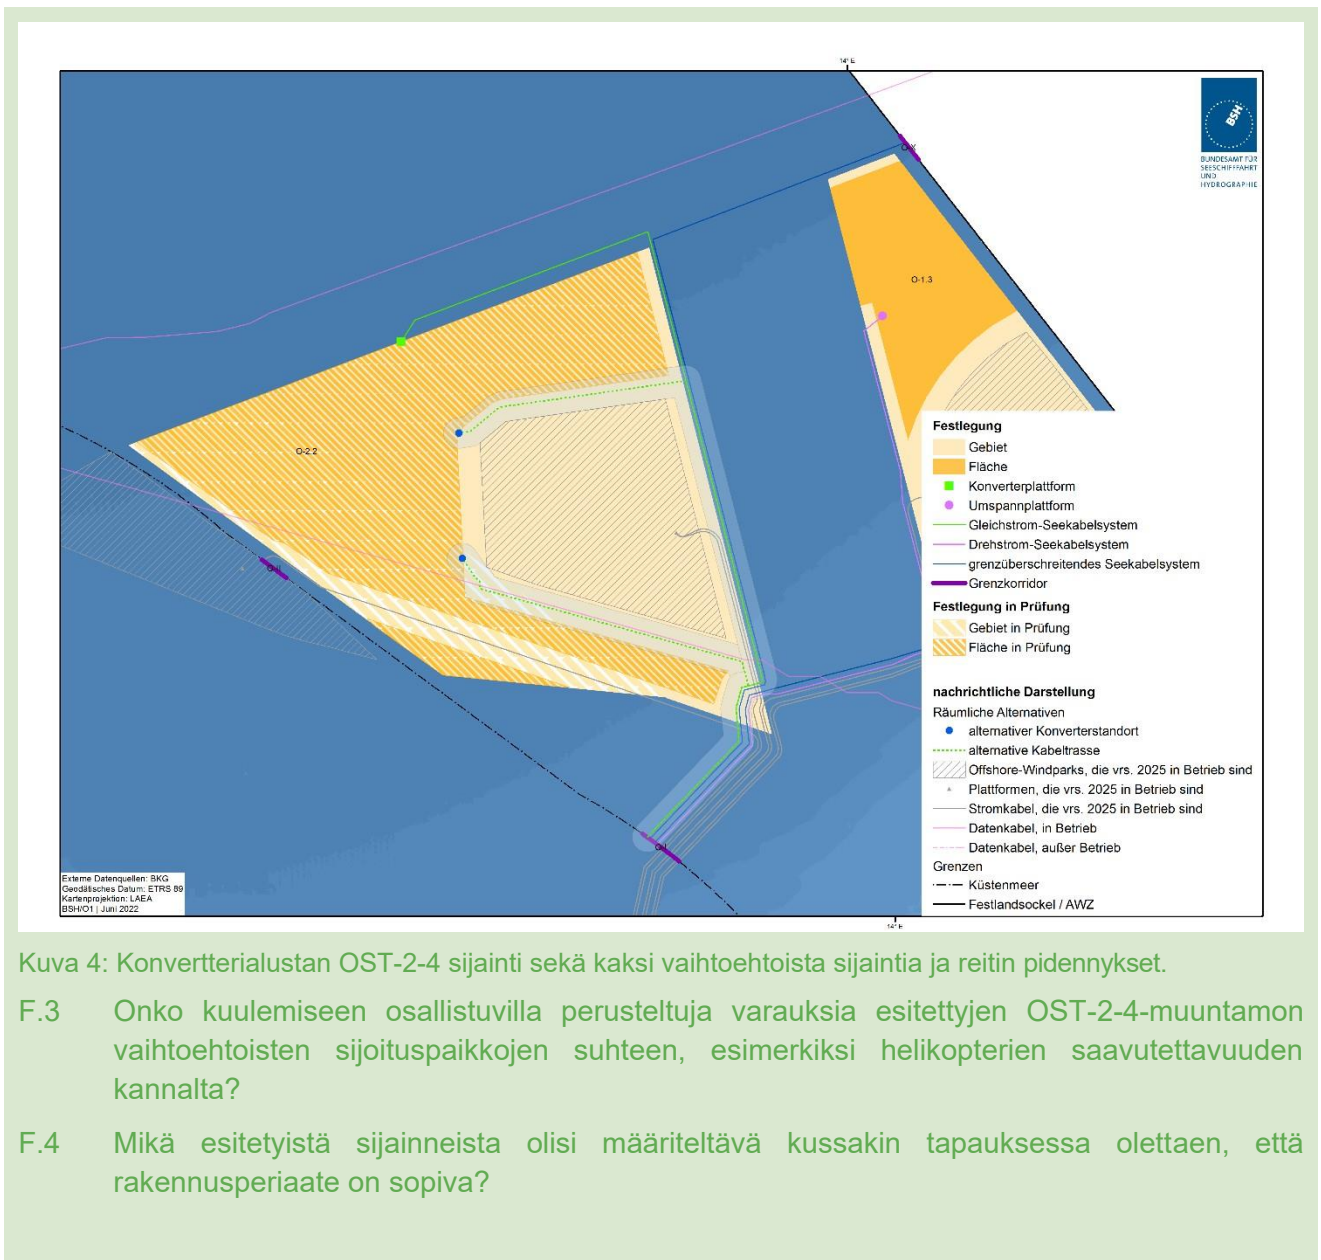 14° E
BSH
BUNDESAMT FÜR
SEESCHIFFFAHRT
UND
HYDROGRAPHIE
O-X
O-1.3
O-2.2
O-II
O-I
Festlegung
Gebiet
Fläche
Konverterplattform
Umspannplattform
Gleichstrom-Seekabelsystem
Drehstrom-Seekabelsystem
grenzüberschreitendes Seekabelsystem
Grenzkorridor
Festlegung in Prüfung
Gebiet in Prüfung
Fläche in Prüfung
nachrichtliche Darstellung
Räumliche Alternativen
alternativer Konverterstandort
alternative Kabeltrasse
Offshore-Windparks, die vrs. 2025 in Betrieb sind
Plattformen, die vrs. 2025 in Betrieb sind
Stromkabel, die vrs. 2025 in Betrieb sind
Datenkabel, in Betrieb
Datenkabel, außer Betrieb
Grenzen
Küstenmeer
Festlandsockel / AWZ
Externe Datenquellen: BKG
Geodätisches Datum: ETRS 89
Kartenprojektion: LAEA
BSH/O1 | Juni 2022
14° E
Kuva 4: Konvertterialustan OST-2-4 sijainti sekä kaksi vaihtoehtoista sijaintia ja reitin pidennykset.
F.3 Onko kuulemiseen osallistuvilla perusteltuja varauksia esitettyjen OST-2-4-muuntamon
vaihtoehtoisten sijoituspaikkojen suhteen, esimerkiksi helikopterien saavutettavuuden
kannalta?
F.4 Mikä esitetyistä sijainneista olisi määriteltävä kussakin tapauksessa olettaen, että
rakennusperiaate on sopiva?